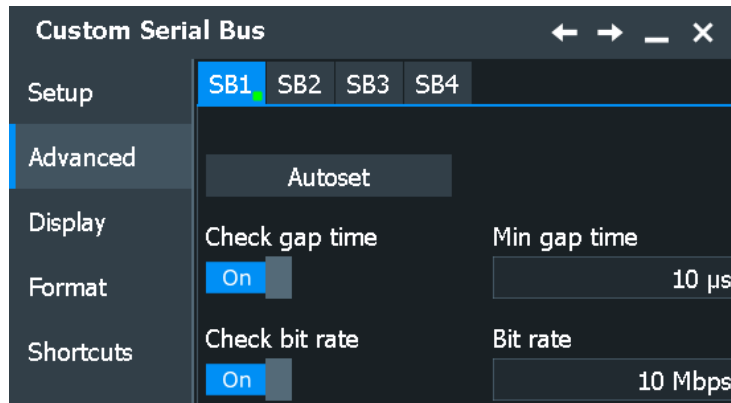 Custom Serial Bus
Setup
Advanced
Display
Format
Shortcuts
SB1 SB2 SB3 SB4
Autoset
Check gap time Min gap time
On 10 µs
Check bit rate Bit rate
On 10 Mbps